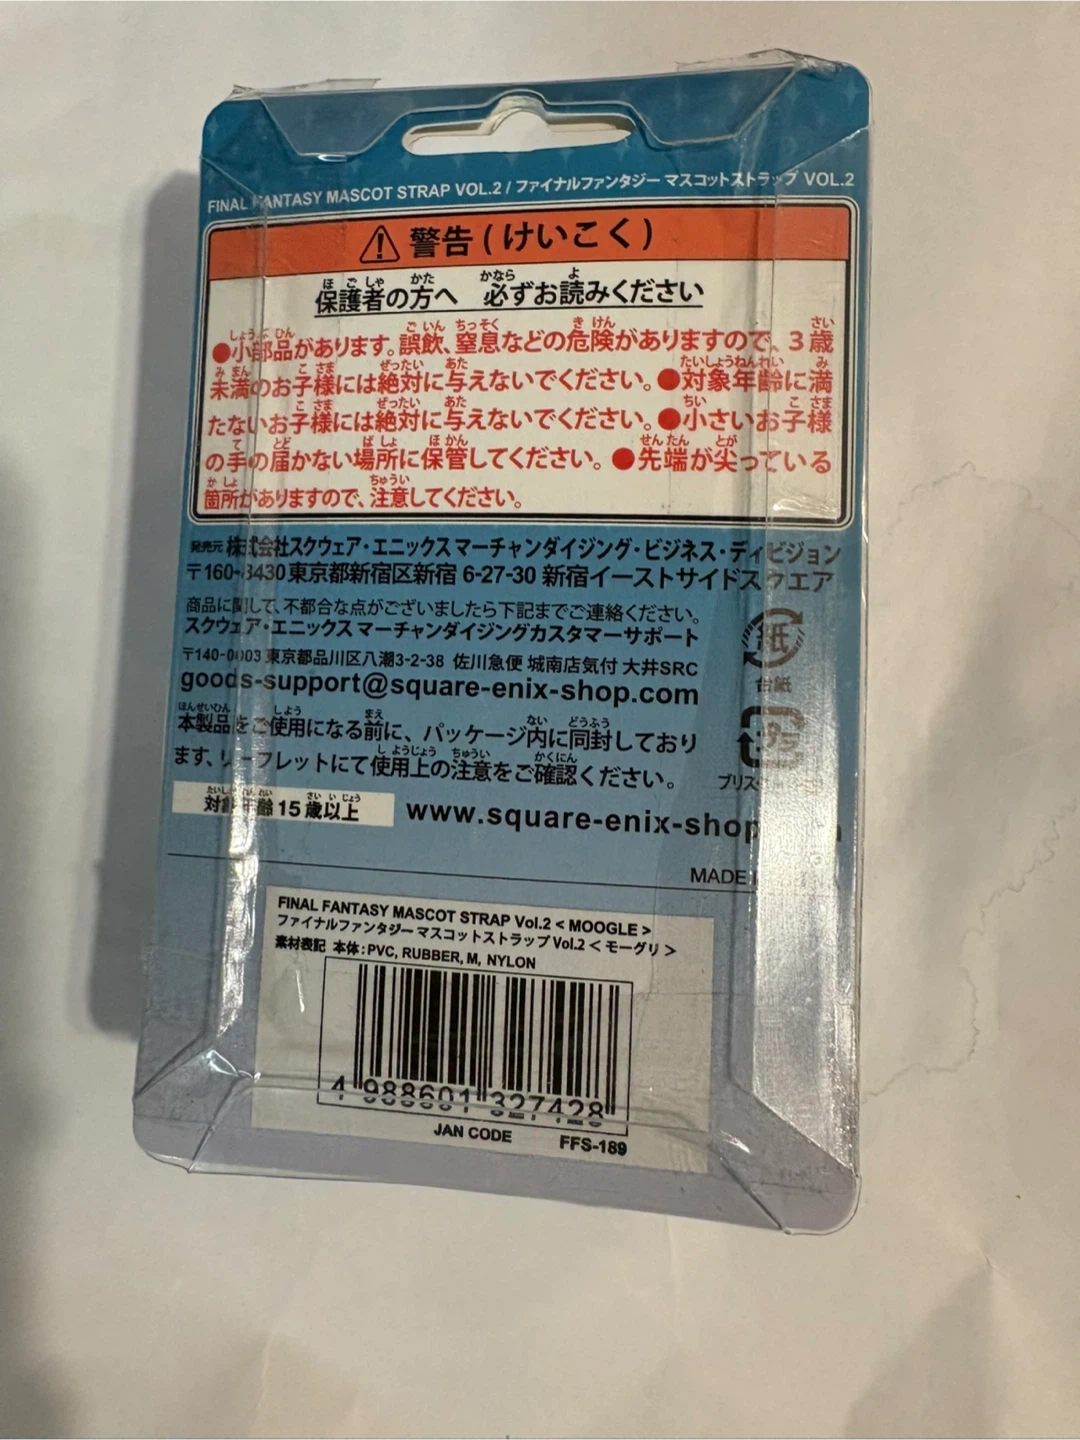 FINAL FANTASY MASCOT STRAP VOL.2 / ファイナルファンタジー マスコットストラップ VOL.2
警告 (けいこく)
保護者の方へ 必ずお読みください
●小部品があります。誤飲、窒息などの危険がありますので、3歳
未満のお子様には絶対に与えないでください。●対象年齢に満
たないお子様には絶対に与えないでください。●小さいお子様
の手の届かない場所に保管してください。●先端が尖っている
箇所がありますので、注意してください。
発売元 株式会社スクウェア・エニックス マーチャンダイジング・ビジネス・ディビジョン
〒160-8430 東京都新宿区新宿 6-27-30 新宿イーストサイドスクエア
商品に関して、不都合な点がございましたら下記までご連絡ください。
スクウェア・エニックス マーチャンダイジングカスタマーサポート
〒140-0003 東京都品川区八潮3-2-38 佐川急便 城南店気付 大井SRC
goods-support@square-enix-shop.com
紙
台紙
本製品をご使用になる前に、パッケージ内に同封しており
ます、リーフレットにて使用上の注意をご確認ください。
プラ
対象年齢 15歳以上
www.square-enix-shop
MADE
FINAL FANTASY MASCOT STRAP Vol.2 < MOOGLE >
ファイナルファンタジー マスコットストラップ Vol.2 < モーグリ >
素材表記 本体:PVC, RUBBER, M, NYLON
4 988601 327428
JAN CODE FFS-189